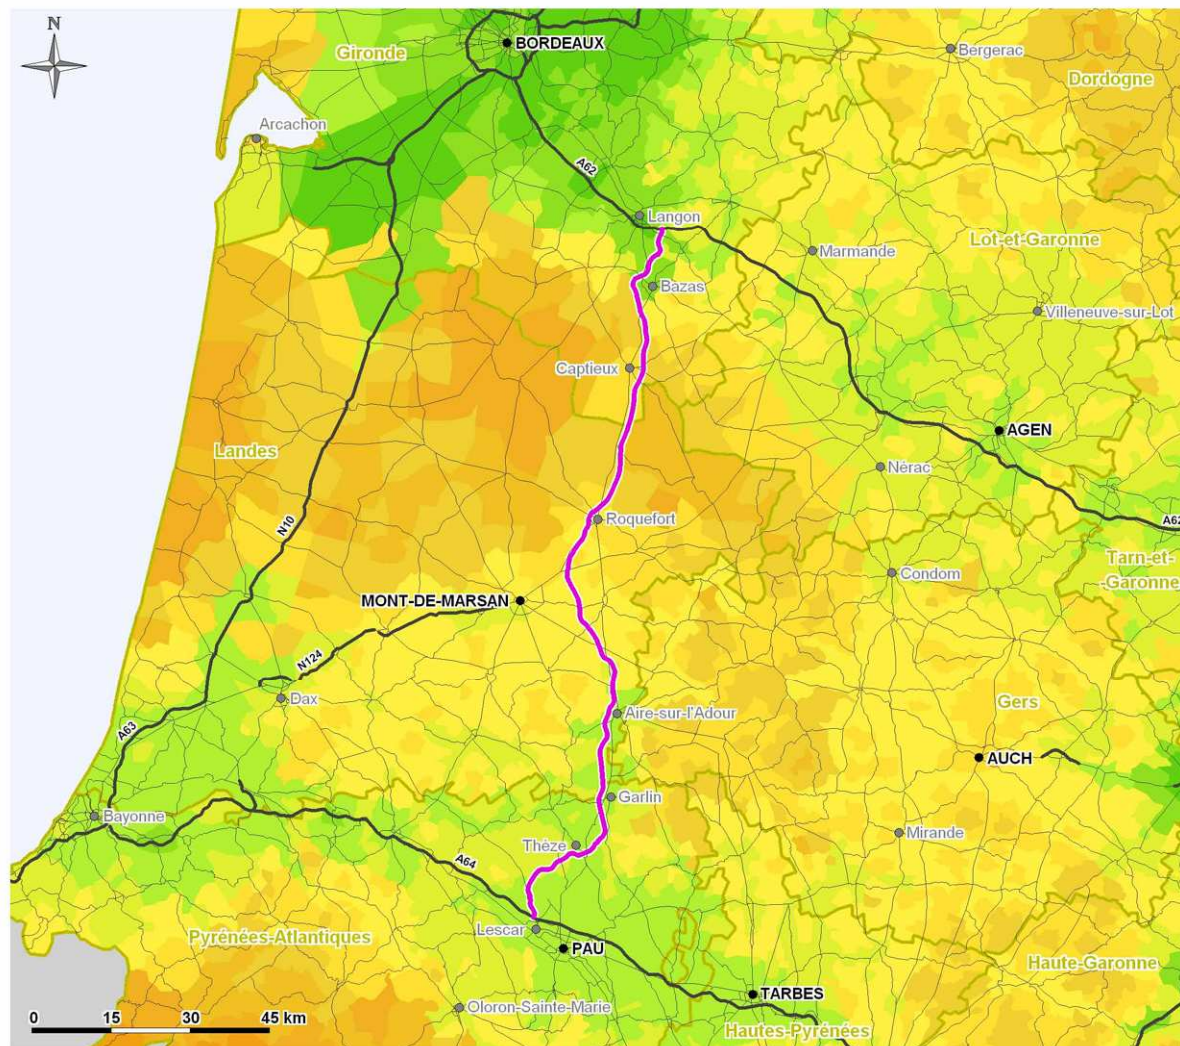 N
BORDEAUX
Gironde
Bergerac
Dordogne
Arcachon
A62
Langon
Lot-et-Garonne
Marmande
Bazas
Villeneuve-sur-Lot
Captieux
AGEN
Landes
Nérac
N10
Roquefort
A62
Tarn-et-
-Garonne
Condom
MONT-DE-MARSAN
N124
Dax
Gers
Aire-sur-l'Adour
A63
AUCH
Garlin
Bayonne
Mirande
Thèze
A64
Lescar
Pyrénées-Atlantiques
PAU
Haute-Garonne
TARBES
Oloron-Sainte-Marie
0 15 30 45 km
Hautes-Pyrénées